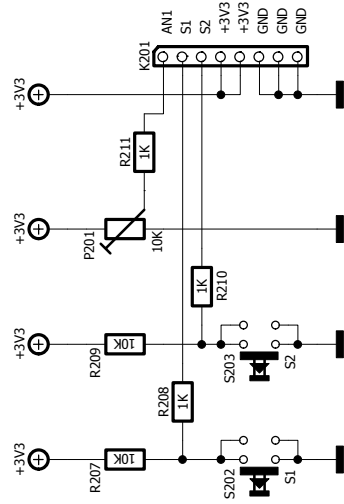 AN1
S1
S2
+3V3
+3V3
GND
GND
GND
K201
+3V3
R211
1K
+3V3
P201
10K
1K
R210
+3V3
R209
10K
S203
S2
R208
1K
+3V3
R207
10K
S202
S1